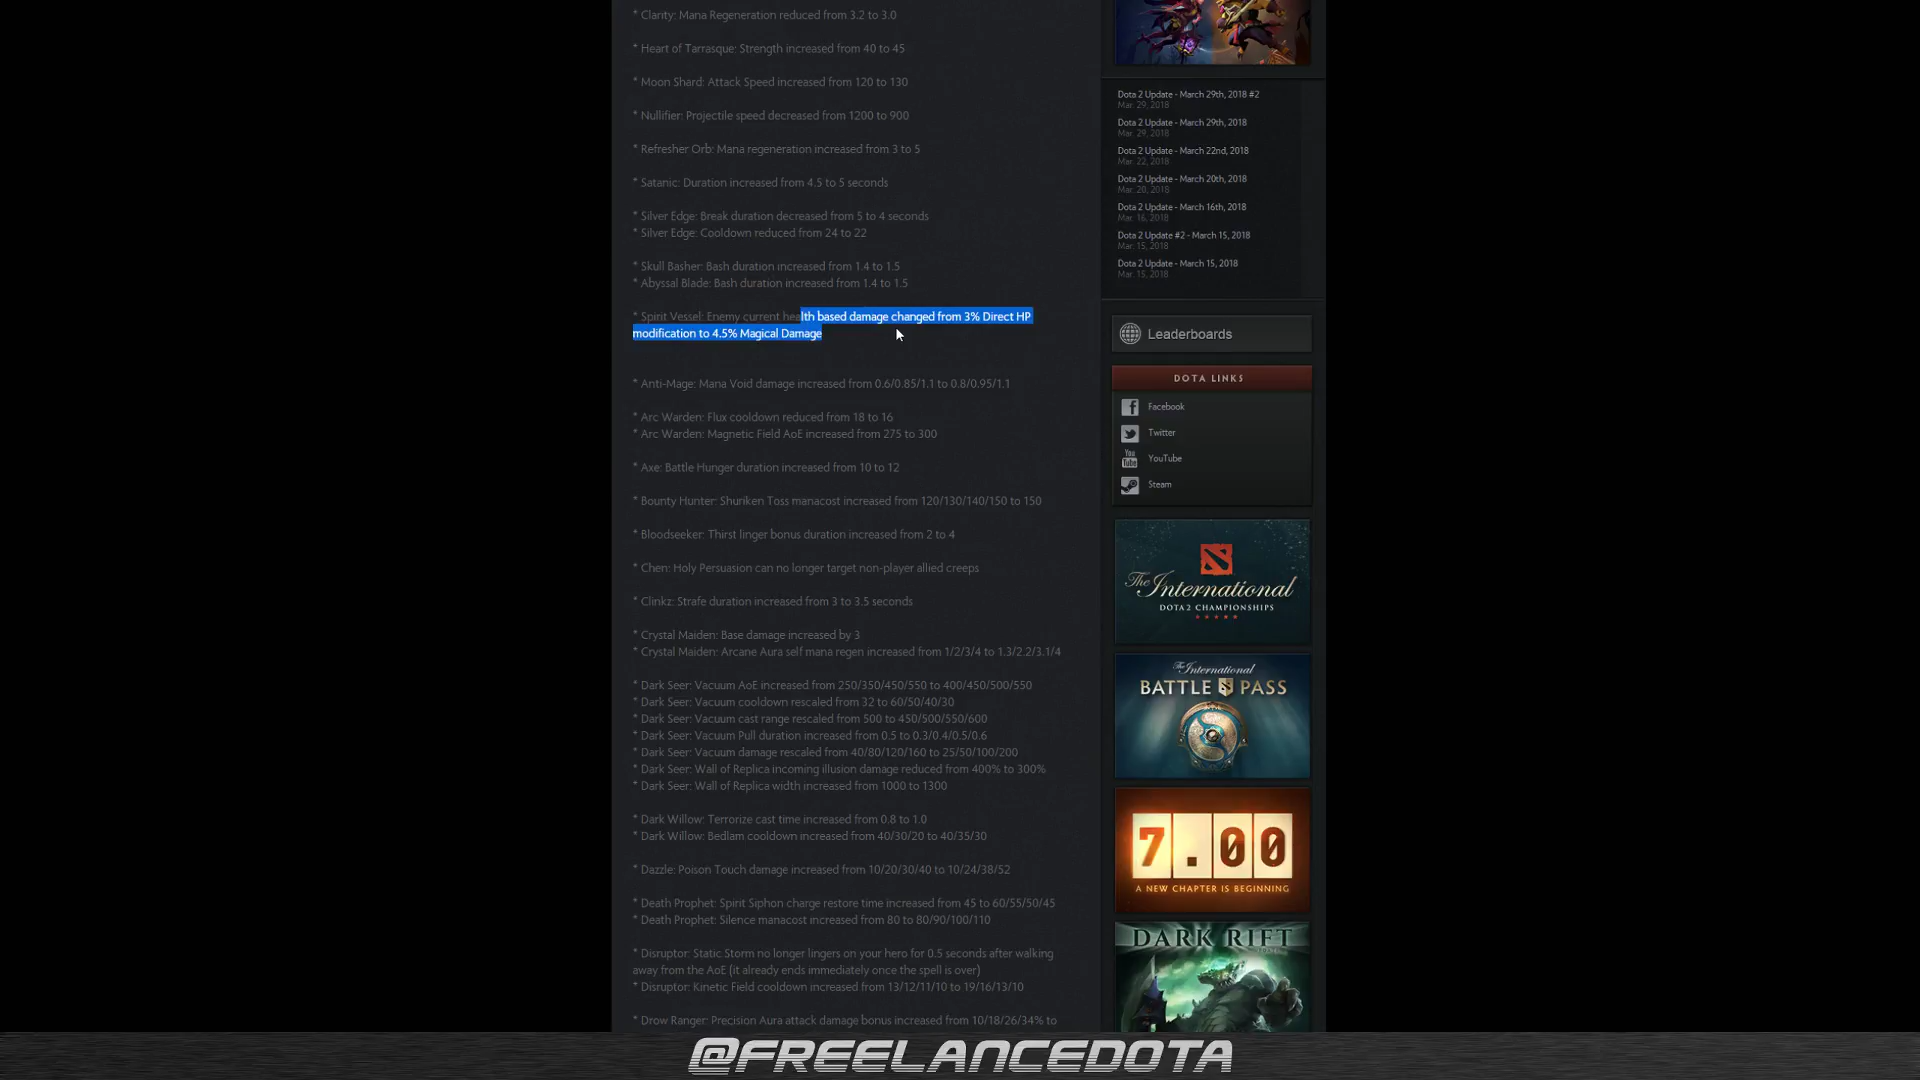 * Clarity: Mana Regeneration reduced from 3.2 to 3.0
* Heart of Tarrasque: Strength increased from 40 to 45
* Moon Shard: Attack Speed increased from 120 to 130
* Nullifier: Projectile speed decreased from 1200 to 900
* Refresher Orb: Mana regeneration increased from 3 to 5
* Satanic: Duration increased from 4.5 to 5 seconds
* Silver Edge: Break duration decreased from 5 to 4 seconds
* Silver Edge: Cooldown reduced from 24 to 22
* Skull Basher: Bash duration increased from 1.4 to 1.5
* Abyssal Blade: Bash duration increased from 1.4 to 1.5
* Spirit Vessel: Enemy current health based damage changed from 3% Direct HP
modification to 4.5% Magical Damage
* Anti-Mage: Mana Void damage increased from 0.6/0.85/1.1 to 0.8/0.95/1.1
* Arc Warden: Flux cooldown reduced from 18 to 16
* Arc Warden: Magnetic Field AoE increased from 275 to 300
* Axe: Battle Hunger duration increased from 10 to 12
* Bounty Hunter: Shuriken Toss manacost increased from 120/130/140/150 to 150
* Bloodseeker: Thirst linger bonus duration increased from 2 to 4
* Chen: Holy Persuasion can no longer target non-player allied creeps
* Clinkz: Strafe duration increased from 3 to 3.5 seconds
* Crystal Maiden: Base damage increased by 3
* Crystal Maiden: Arcane Aura self mana regen increased from 1/2/3/4 to 1.3/2.2/3.1/4
* Dark Seer: Vacuum AoE increased from 250/350/450/550 to 400/450/500/550
* Dark Seer: Vacuum cooldown rescaled from 32 to 60/50/40/30
* Dark Seer: Vacuum cast range rescaled from 500 to 450/500/550/600
* Dark Seer: Vacuum Pull duration increased from 0.5 to 0.3/0.4/0.5/0.6
* Dark Seer: Vacuum damage rescaled from 40/80/120/160 to 25/50/100/200
* Dark Seer: Wall of Replica incoming illusion damage reduced from 400% to 300%
* Dark Seer: Wall of Replica width increased from 1000 to 1300
* Dark Willow: Terrorize cast time increased from 0.8 to 1.0
* Dark Willow: Bedlam cooldown increased from 40/30/20 to 40/35/30
* Dazzle: Poison Touch damage increased from 10/20/30/40 to 10/24/38/52
* Death Prophet: Spirit Siphon charge restore time increased from 45 to 60/55/50/45
* Death Prophet: Silence manacost increased from 80 to 80/90/100/110
* Disruptor: Static Storm no longer lingers on your hero for 0.5 seconds after walking
away from the AoE (it already ends immediately once the spell is over)
* Disruptor: Kinetic Field cooldown increased from 13/12/11/10 to 19/16/13/10
* Drow Ranger: Precision Aura attack damage bonus increased from 10/18/26/34% to
Dota 2 Update - March 29th, 2018 #2
Mar. 29, 2018
Dota 2 Update - March 29th, 2018
Mar. 29, 2018
Dota 2 Update - March 22nd, 2018
Mar. 22, 2018
Dota 2 Update - March 20th, 2018
Mar. 20, 2018
Dota 2 Update - March 16th, 2018
Mar. 16, 2018
Dota 2 Update #2 - March 15, 2018
Mar. 15, 2018
Dota 2 Update - March 15, 2018
Mar. 15, 2018
Leaderboards
DOTA LINKS
Facebook
Twitter
You
Tube
YouTube
Steam
The
International
DOTA 2 CHAMPIONSHIPS
The International
BATTLE PASS
7.00
A NEW CHAPTER IS BEGINNING
DARK RIFT
@FREELANCEDOTA